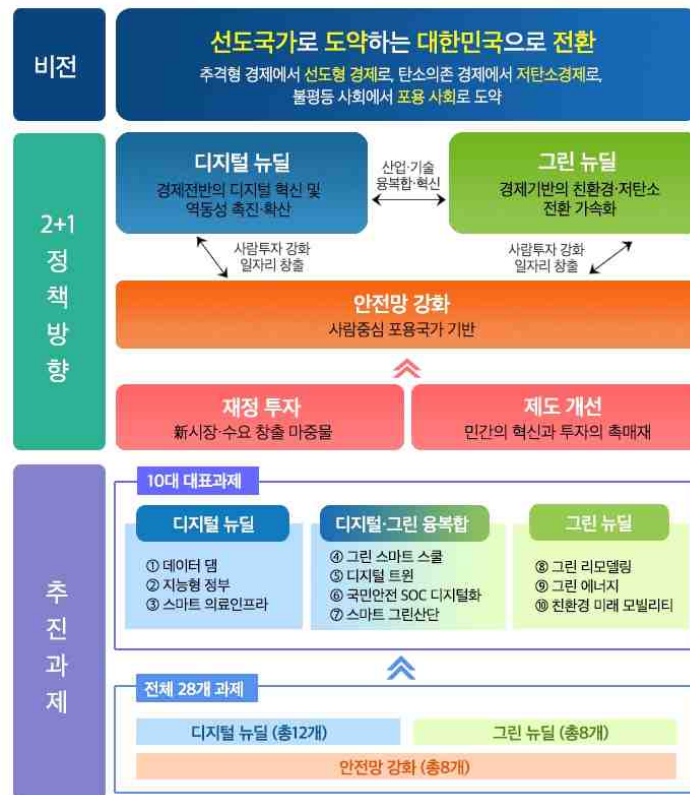 비전
선도국가로 도약하는 대한민국으로 전환
추격형 경제에서 선도형 경제로, 탄소의존 경제에서 저탄소경제로,
불평등 사회에서 포용 사회로 도약
2+1
정
책
방
향
디지털 뉴딜
경제전반의 디지털 혁신 및
역동성 촉진·확산
산업·기술
융복합·혁신
그린 뉴딜
경제기반의 친환경·저탄소
전환 가속화
사람투자 강화
일자리 창출
사람투자 강화
일자리 창출
안전망 강화
사람중심 포용국가 기반
재정 투자
新시장·수요 창출 마중물
제도 개선
민간의 혁신과 투자의 촉매재
추
진
과
제
10대 대표과제
디지털 뉴딜
① 데이터 댐
② 지능형 정부
③ 스마트 의료인프라
디지털·그린 융복합
④ 그린 스마트 스쿨
⑤ 디지털 트윈
⑥ 국민안전 SOC 디지털화
⑦ 스마트 그린산단
그린 뉴딜
⑧ 그린 리모델링
⑨ 그린 에너지
⑩ 친환경 미래 모빌리티
전체 28개 과제
디지털 뉴딜 (총12개)
그린 뉴딜 (총8개)
안전망 강화 (총8개)